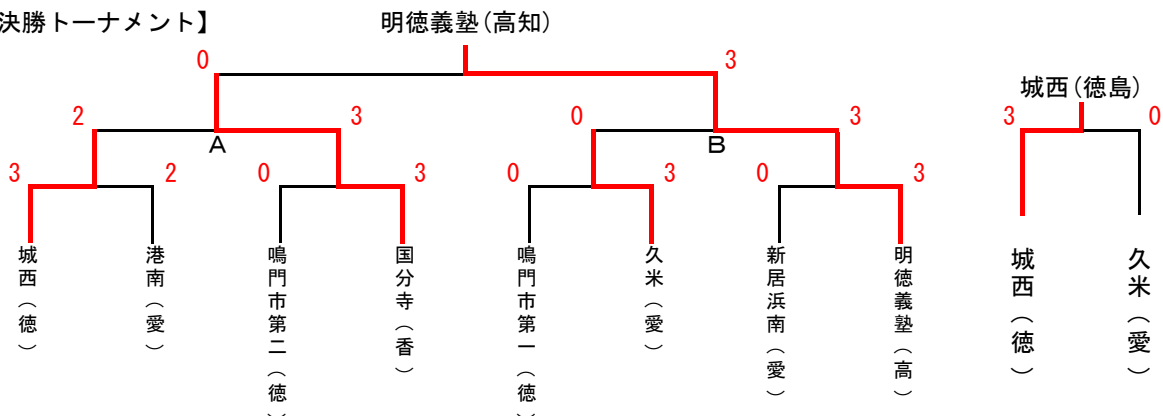 決勝トーナメント】
明徳義塾(高知)
0
3
城西(徳島)
2
3
0
3
3
0
A
B
3
2
0
3
0
3
0
3
城西(徳)
港南(愛)
鳴門市第二(徳)
国分寺(香)
鳴門市第一(徳)
久米(愛)
新居浜南(愛)
明徳義塾(高)
城西(徳)
久米(愛)